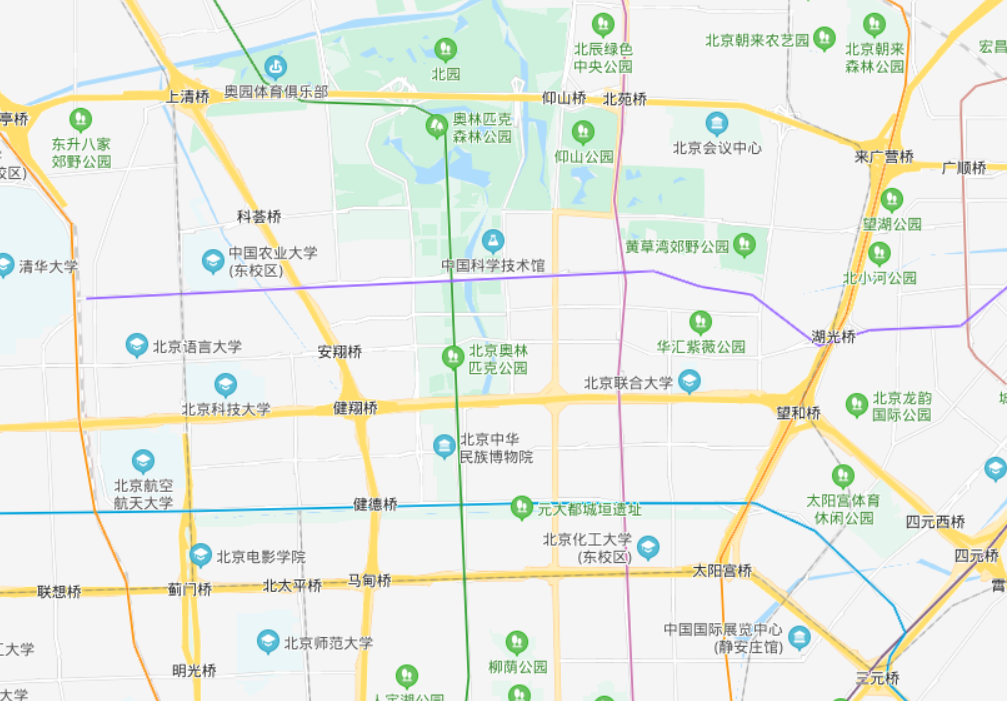 北辰绿色
中央公园
北京朝来农艺园
北京朝来
森林公园
宏昌
北园
上清桥
奥园体育俱乐部
仰山桥
北苑桥
亭桥
东升八家
郊野公园
奥林匹克
森林公园
仰山公园
北京会议中心
来广营桥
广顺桥
校区)
望湖公园
科荟桥
清华大学
中国农业大学
(东校区)
中国科学技术馆
黄草湾郊野公园
北小河公园
北京语言大学
安翔桥
北京奥林
匹克公园
华汇紫薇公园
湖光桥
北京科技大学
健翔桥
北京联合大学
望和桥
北京龙韵
国际公园
北京中华
民族博物院
北京航空
航天大学
健德桥
元大都城垣遗址
太阳宫体育
休闲公园
四元西桥
北京电影学院
北京化工大学
(东校区)
四元桥
联想桥
蓟门桥
北太平桥
马甸桥
太阳宫桥
霄
工大学
北京师范大学
柳荫公园
中国国际展览中心
(静安庄馆)
明光桥
三元桥
大学
人定湖公园